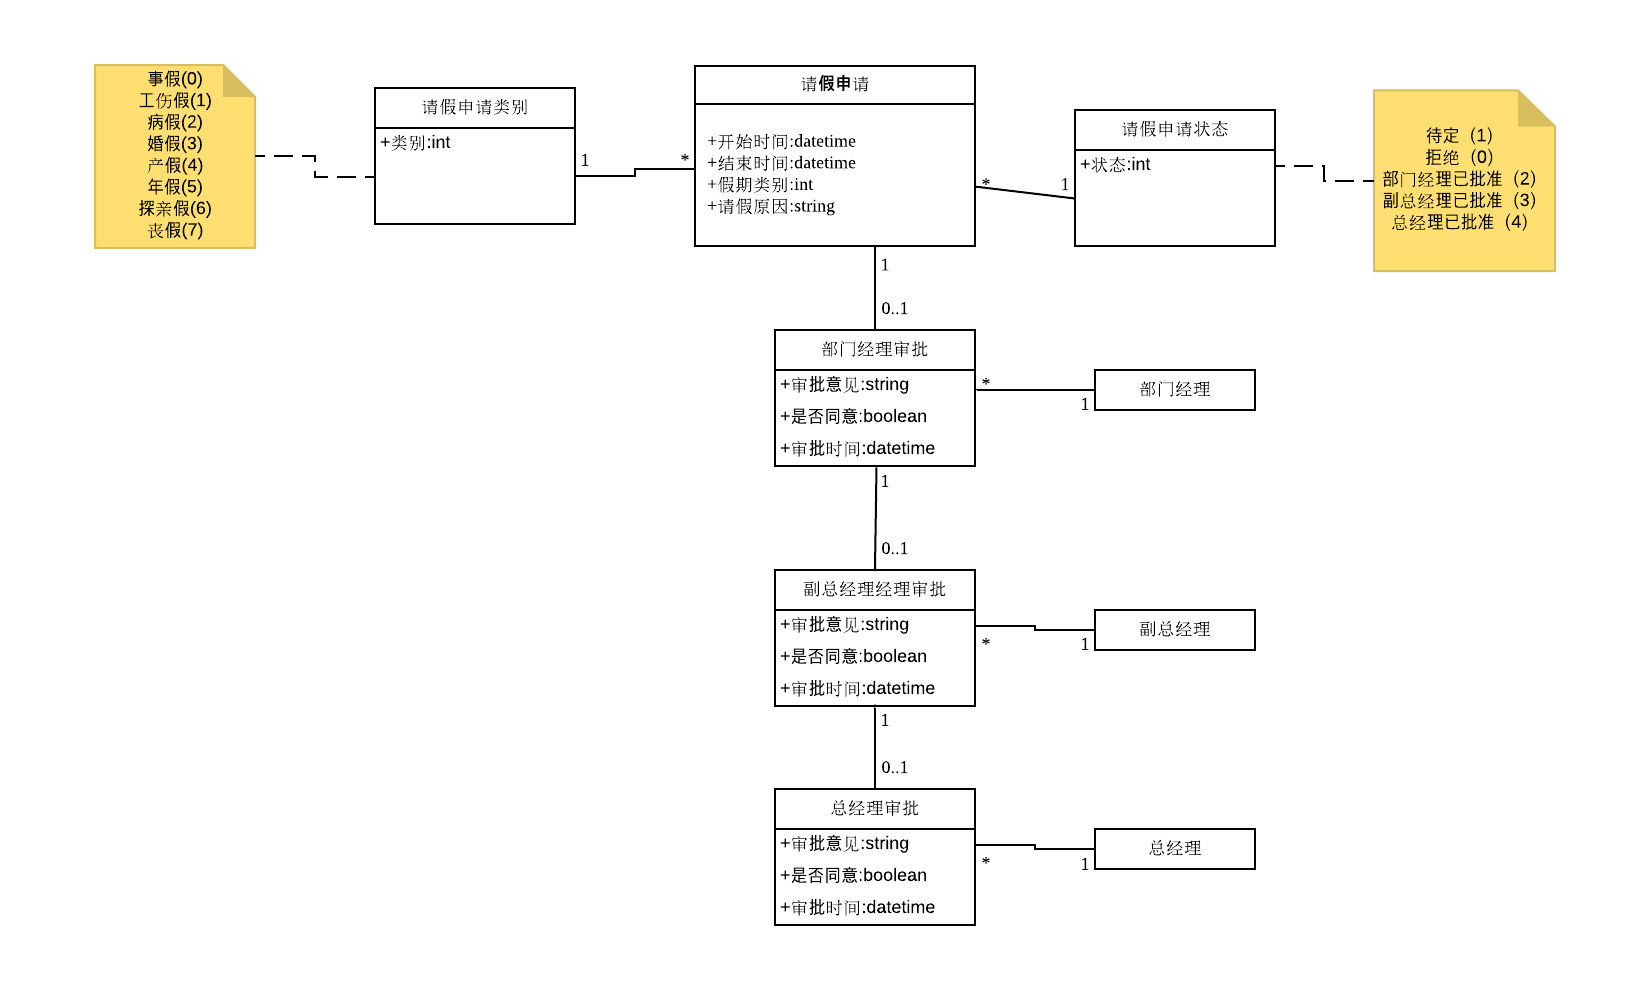 事假(0)
工伤假(1)
病假(2)
婚假(3)
产假(4)
年假(5)
探亲假(6)
丧假(7)
请假申请类别
+类别:int
1
*
请假申请
+开始时间:datetime
+结束时间:datetime
+假期类别:int
+请假原因:string
*
1
请假申请状态
+状态:int
待定（1）
拒绝（0）
部门经理已批准（2）
副总经理已批准（3）
总经理已批准（4）
1
0..1
部门经理审批
+审批意见:string
+是否同意:boolean
+审批时间:datetime
*
1
部门经理
1
0..1
副总经理经理审批
+审批意见:string
+是否同意:boolean
+审批时间:datetime
*
1
副总经理
1
0..1
总经理审批
+审批意见:string
+是否同意:boolean
+审批时间:datetime
*
1
总经理